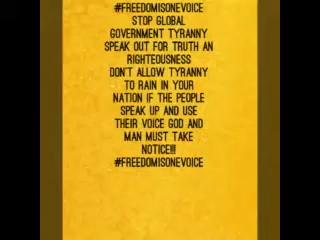 #FREEDOMISONEVOICE
STOP GLOBAL
GOVERNMENT TYRANNY
SPEAK OUT FOR TRUTH AN
RIGHTEOUSNESS
DON'T ALLOW TYRANNY
TO RAIN IN YOUR
NATION IF THE PEOPLE
SPEAK UP AND USE
THEIR VOICE GOD AND
MAN MUST TAKE
NOTICE!!!
#FREEDOMISONEVOICE